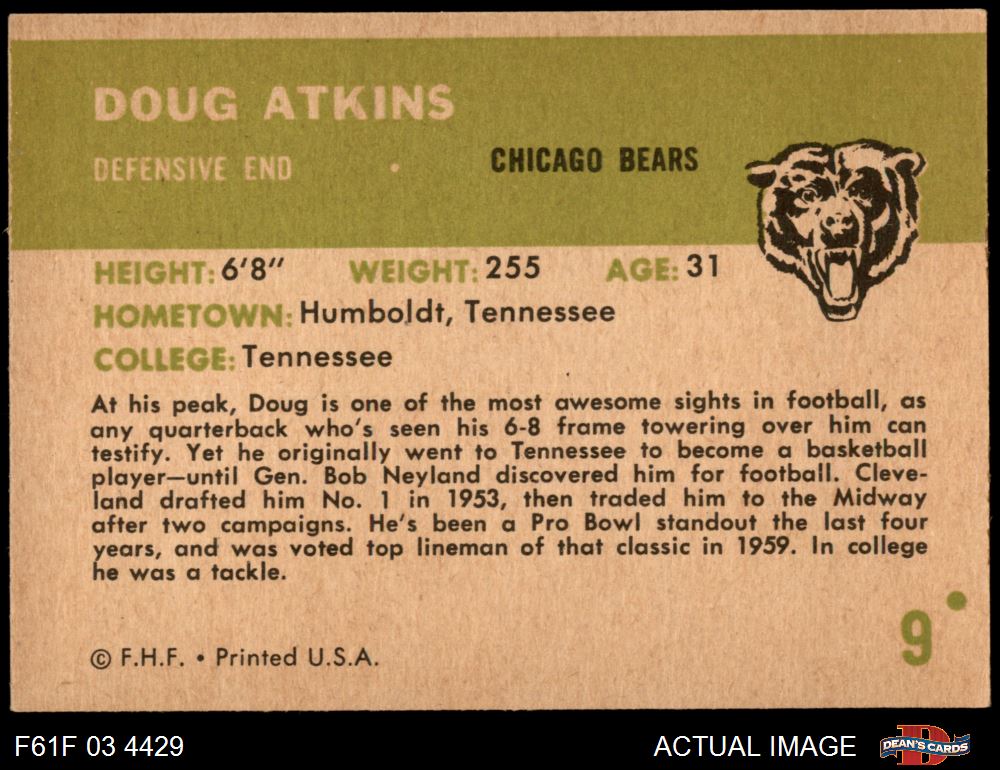 DOUG ATKINS
DEFENSIVE END
CHICAGO BEARS
HEIGHT: 6'8" WEIGHT: 255 AGE: 31
HOMETOWN: Humboldt, Tennessee
COLLEGE: Tennessee
At his peak, Doug is one of the most awesome sights in football, as
any quarterback who's seen his 6-8 frame towering over him can
testify. Yet he originally went to Tennessee to become a basketball
player—until Gen. Bob Neyland discovered him for football. Cleve-
land drafted him No. 1 in 1953, then traded him to the Midway
after two campaigns. He's been a Pro Bowl standout the last four
years, and was voted top lineman of that classic in 1959. In college
he was a tackle.
9
© F.H.F. • Printed U.S.A.
F61F 03 4429
ACTUAL IMAGE
DEAN'S CARDS